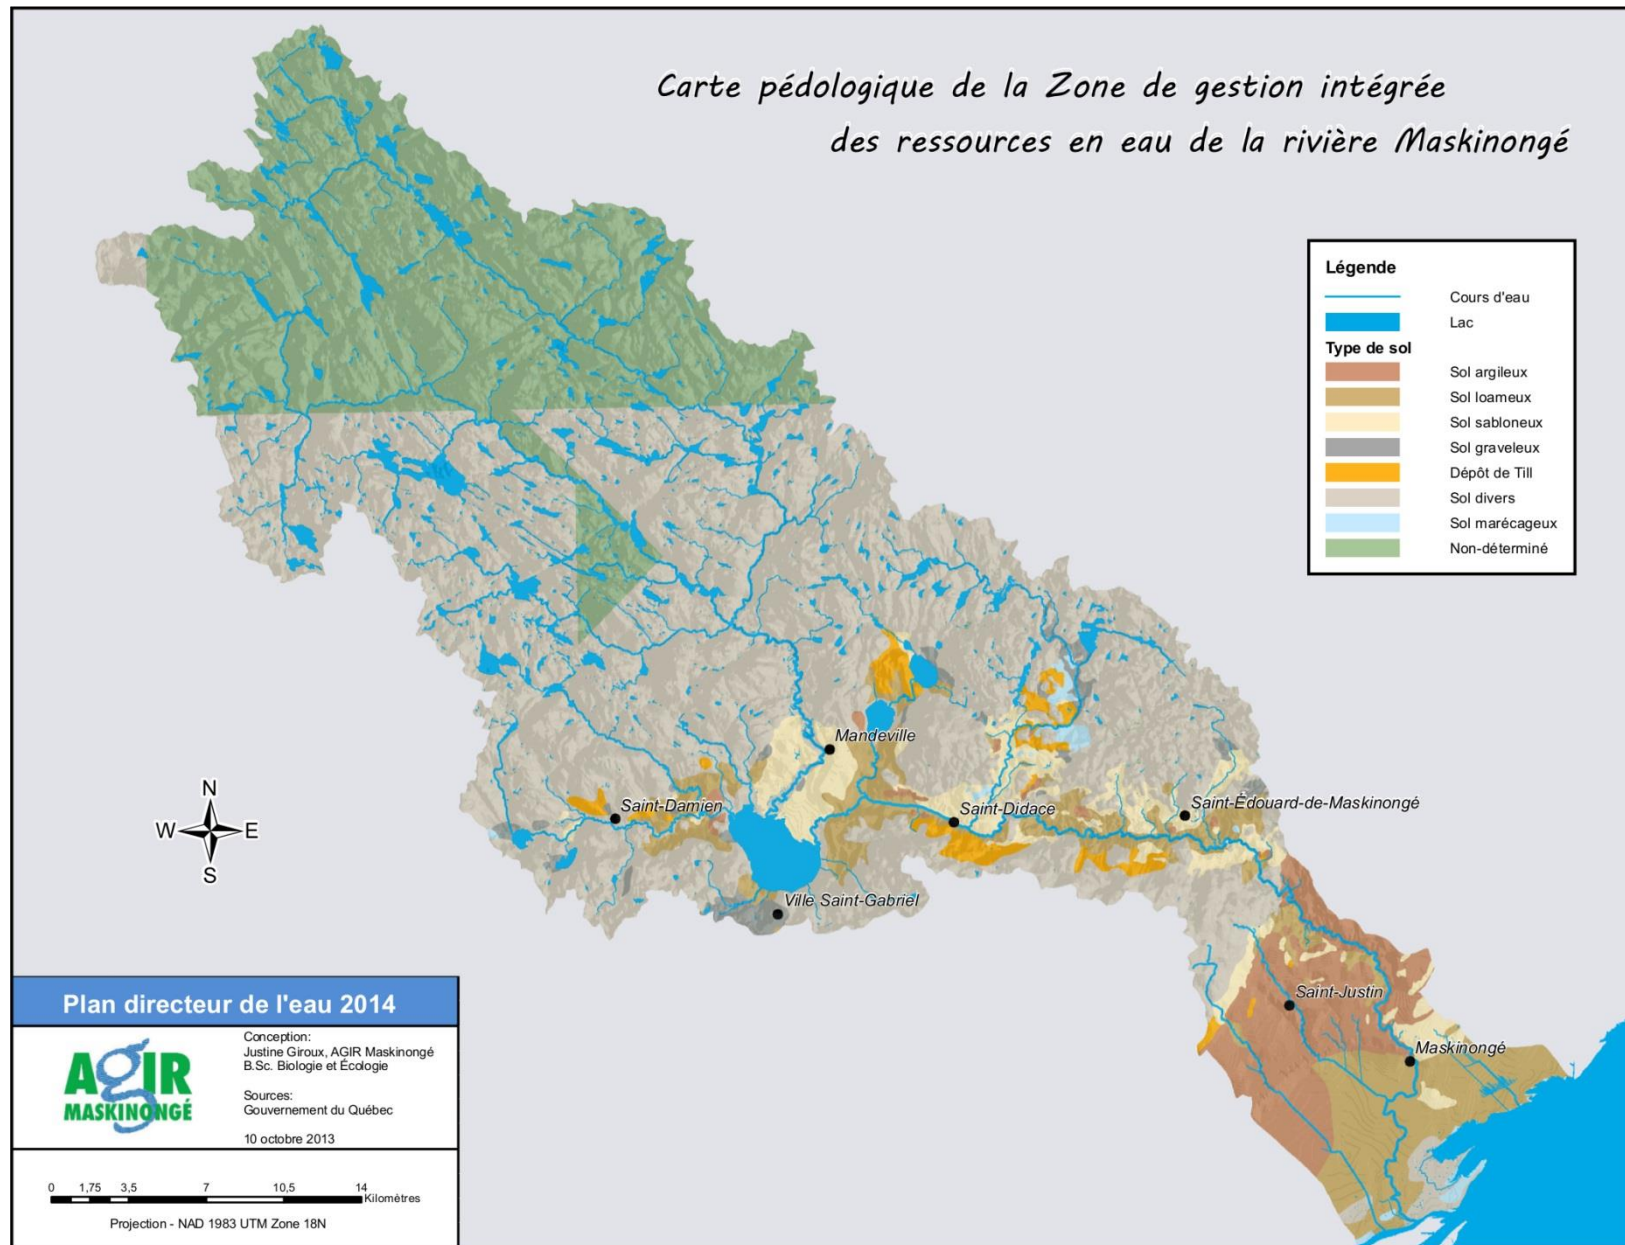 Carte pédologique de la Zone de gestion intégrée
des ressources en eau de la rivière Maskinongé
Légende
Cours d'eau
Lac
Type de sol
Sol argileux
Sol loameux
Sol sabloneux
Sol graveleux
Dépôt de Till
Sol divers
Sol marécageux
Non-déterminé
Mandeville
Saint-Damien
Saint-Didace
Saint-Édouard-de-Maskinongé
Ville Saint-Gabriel
Saint-Justin
Maskinongé
N
W E
S
Plan directeur de l'eau 2014
AGIR
MASKINONGÉ
Conception:
Justine Giroux, AGIR Maskinongé
B.Sc. Biologie et Écologie
Sources:
Gouvernement du Québec
10 octobre 2013
0 1,75 3,5 7 10,5 14
Kilomètres
Projection - NAD 1983 UTM Zone 18N